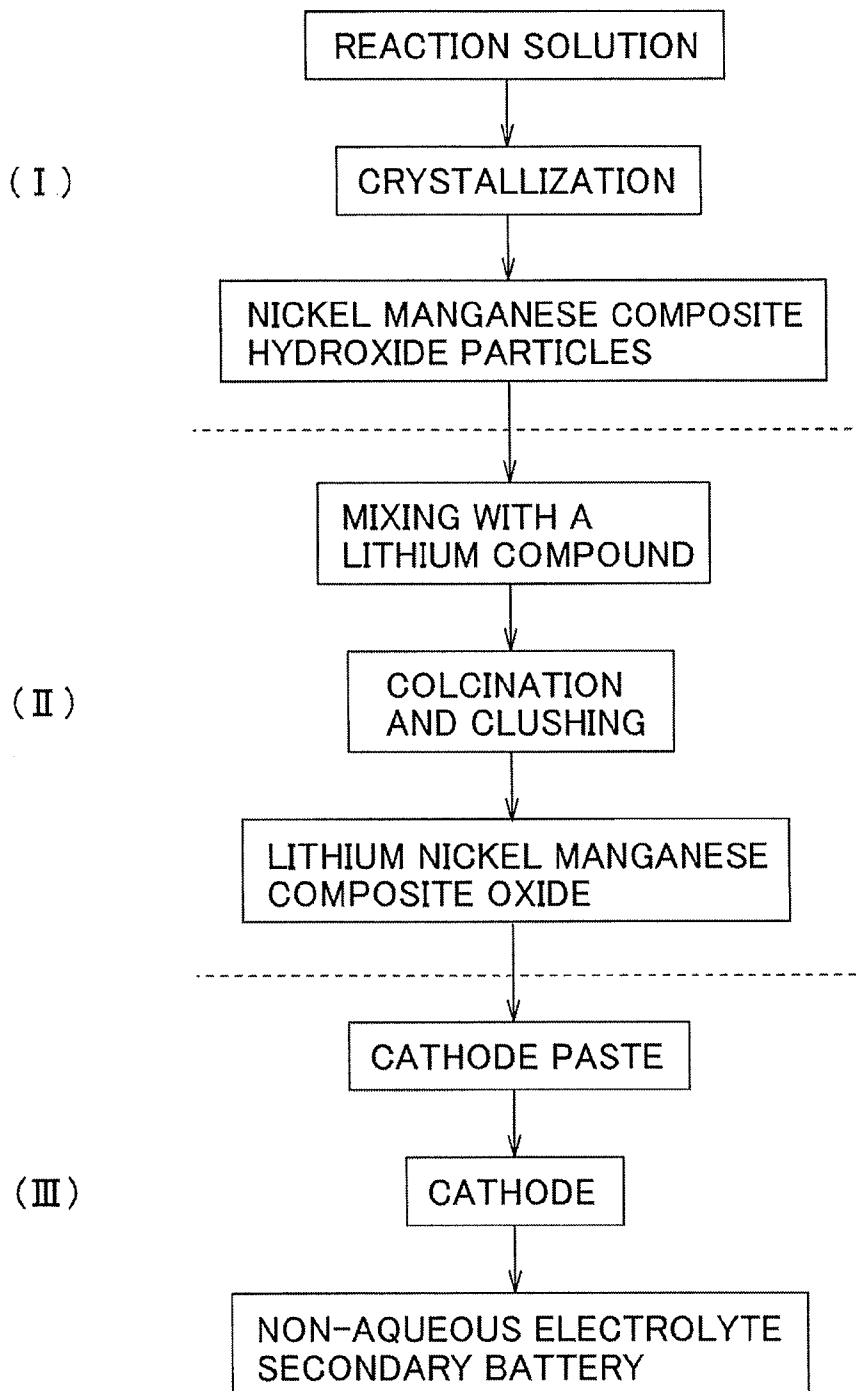 REACTION SOLUTION
(Ⅰ)
CRYSTALLIZATION
NICKEL MANGANESE COMPOSITE
HYDROXIDE PARTICLES
MIXING WITH A
LITHIUM COMPOUND
(Ⅱ)
COLCINATION
AND CLUSHING
LITHIUM NICKEL MANGANESE
COMPOSITE OXIDE
CATHODE PASTE
(Ⅲ)
CATHODE
NON-AQUEOUS ELECTROLYTE
SECONDARY BATTERY